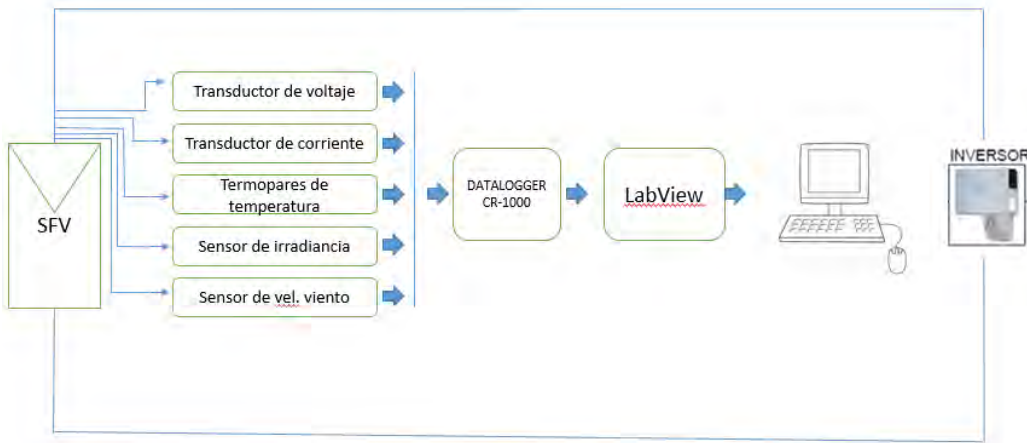 Transductor de voltaje
Transductor de corriente
Termopares de
temperatura
Sensor de irradiancia
Sensor de vel. viento
SFV
DATALOGGER
CR-1000
LabView
INVERSOR